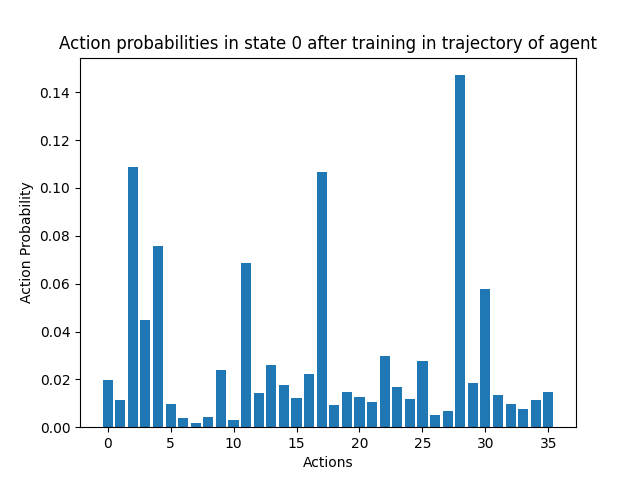 Action probabilities in state 0 after training in trajectory of agent
Action Probability
0.14
0.12
0.10
0.08
0.06
0.04
0.02
0.00
0 5 10 15 20 25 30 35
Actions